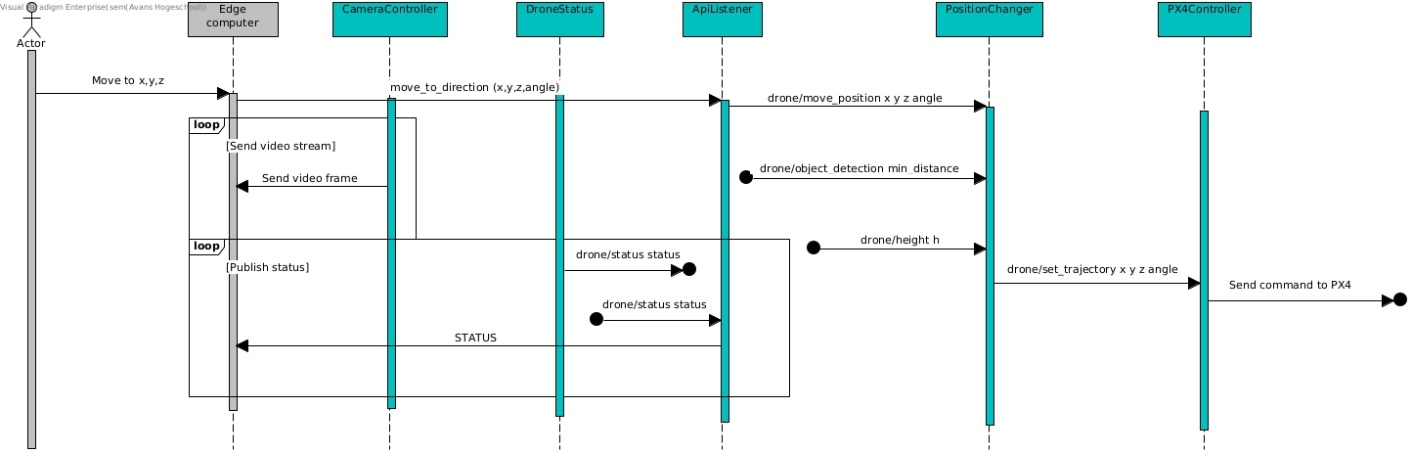 Visual Paradigm Enterprise(sem(Avans Hogeschool))
Actor
Edge
computer
CameraController
DroneStatus
ApiListener
PositionChanger
PX4Controller
Move to x,y,z
move_to_direction (x,y,z,angle)
drone/move_position x y z angle
loop
[Send video stream]
drone/object_detection min_distance
Send video frame
loop
drone/height h
[Publish status]
drone/status status
drone/set_trajectory x y z angle
Send command to PX4
drone/status status
STATUS